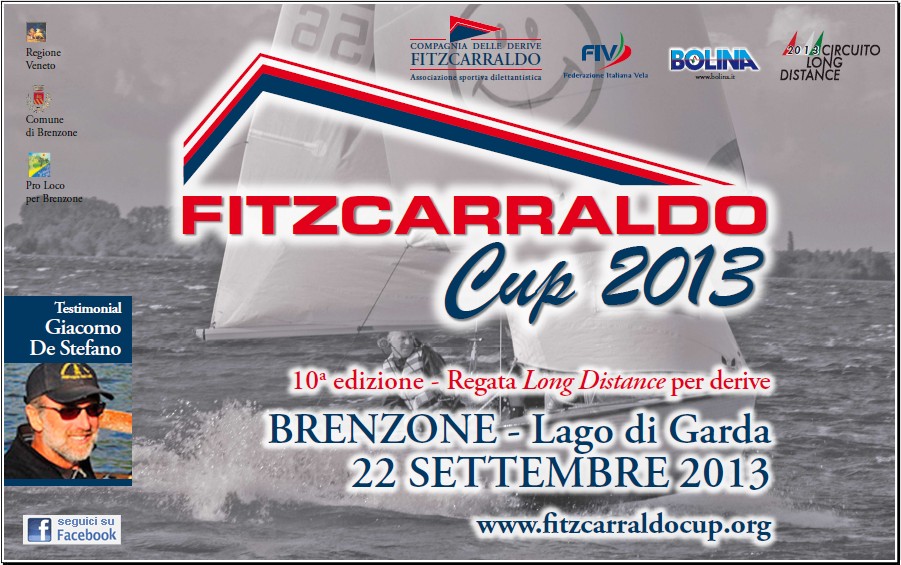 Regione
Veneto
Comune
di Brenzone
Pro Loco
per Brenzone
COMPAGNIA DELLE DERIVE
FITZCARRALDO
Associazione sportiva dilettantistica
FIV
Federazione Italiana Vela
BOLINA
www.bolina.it
2013 CIRCUITO
LONG
DISTANCE
95
FITZCARRALDO
Cup 2013
Testimonial
Giacomo
De Stefano
10ª edizione - Regata Long Distance per derive
BRENZONE - Lago di Garda
22 SETTEMBRE 2013
www.fitzcarraldocup.org
f seguici su
Facebook